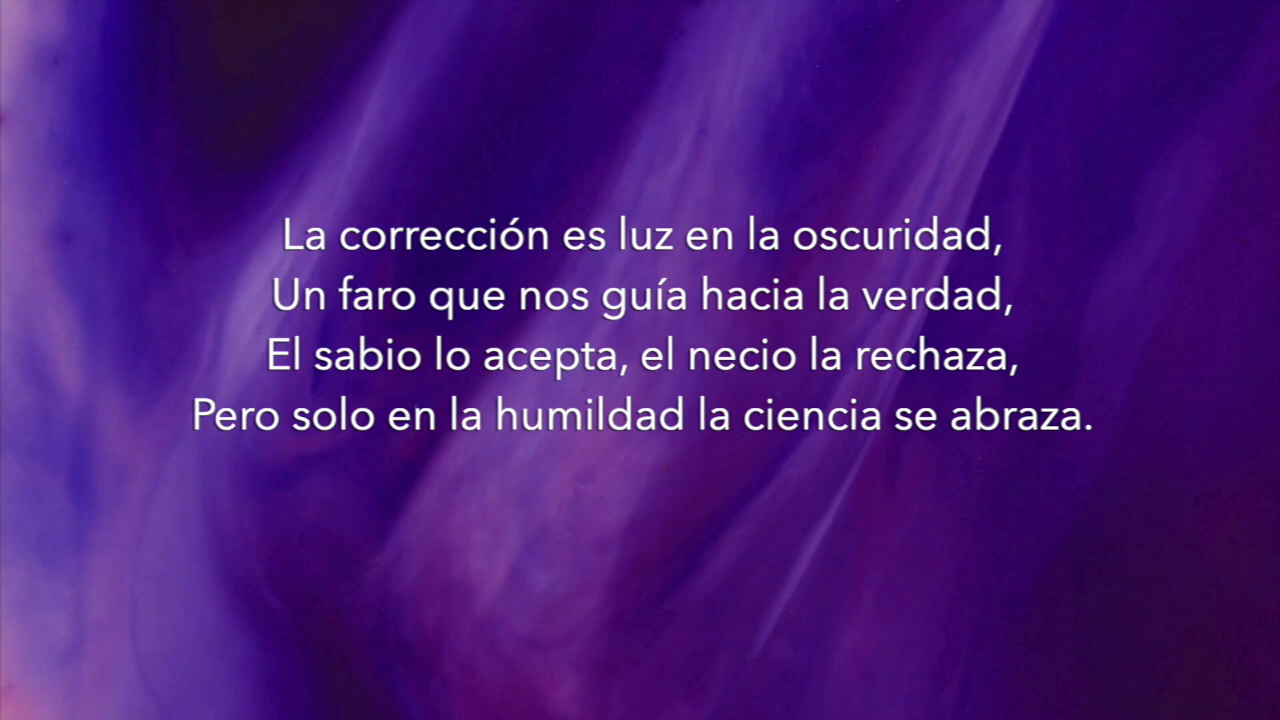 La corrección es luz en la oscuridad,
Un faro que nos guía hacia la verdad,
El sabio lo acepta, el necio la rechaza,
Pero solo en la humildad la ciencia se abraza.